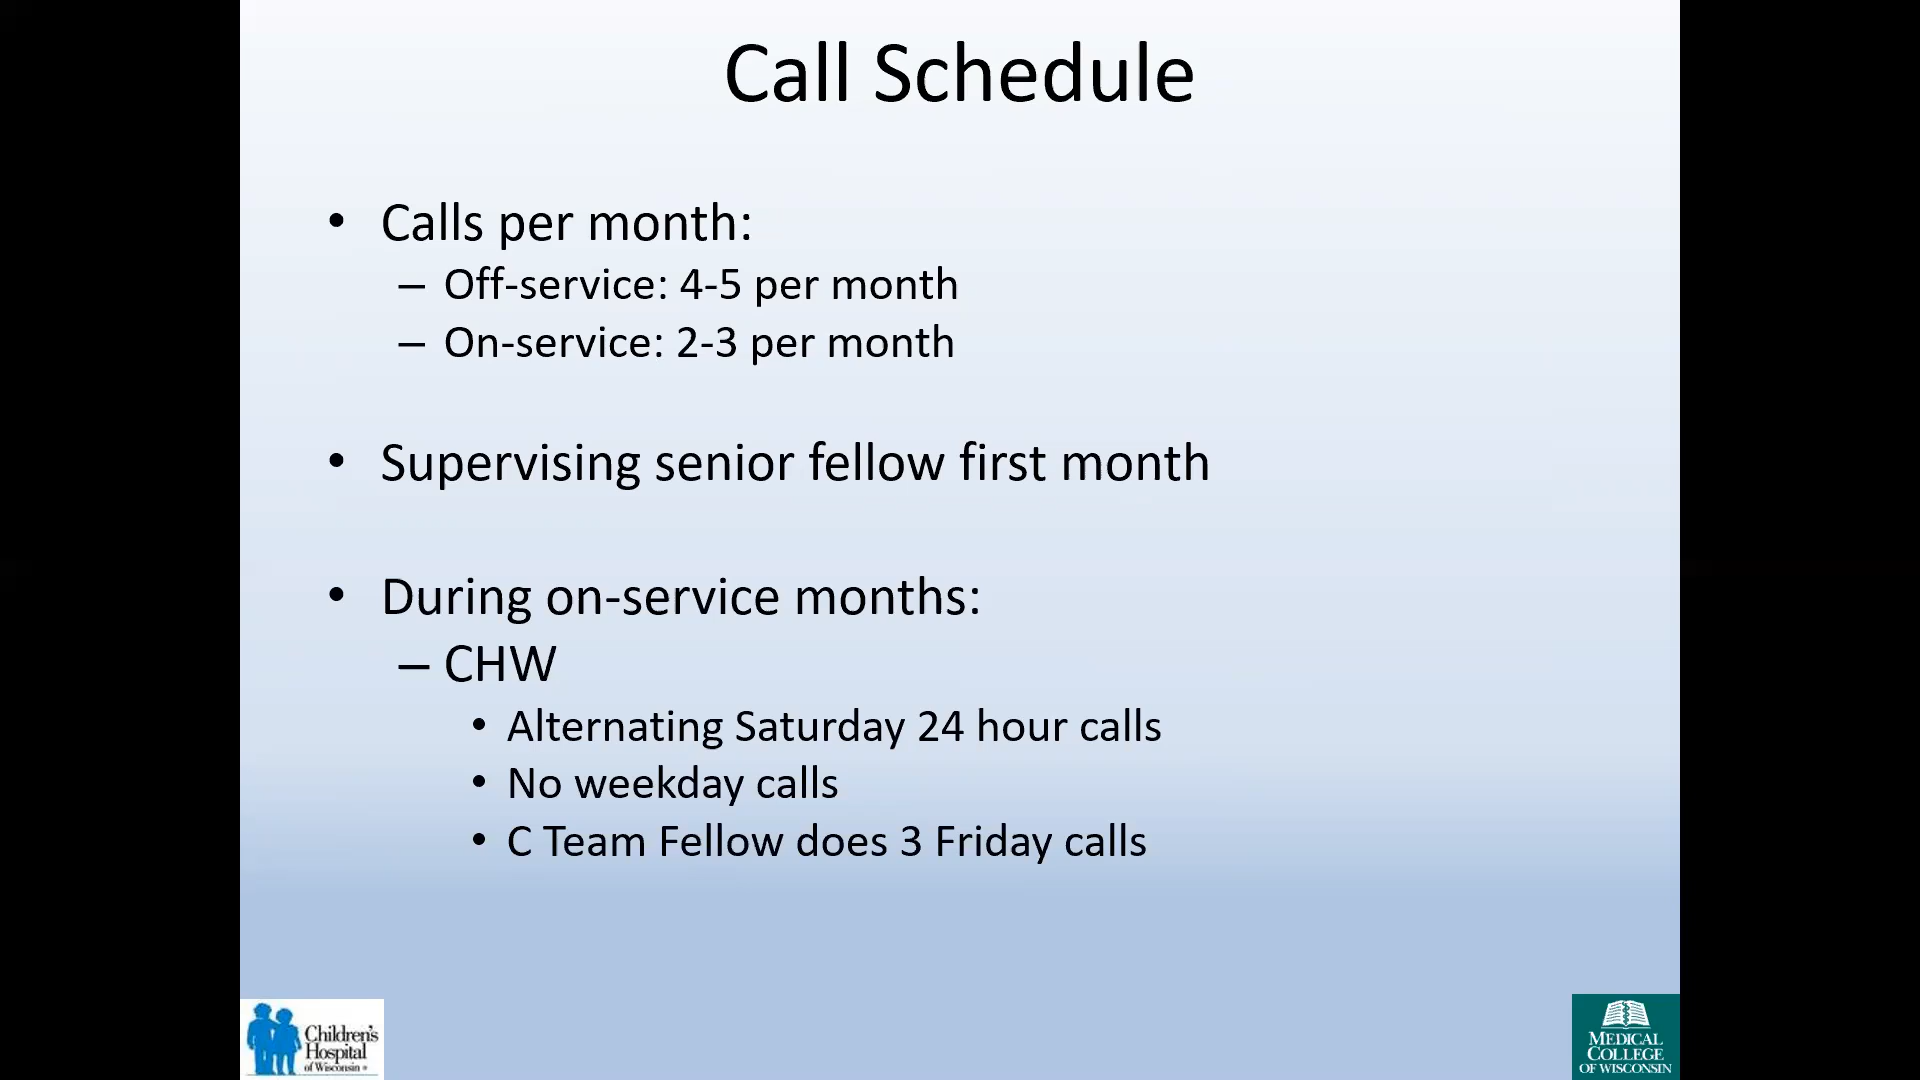 Call Schedule
• Calls per month:
– Off-service: 4-5 per month
– On-service: 2-3 per month
• Supervising senior fellow first month
• During on-service months:
– CHW
• Alternating Saturday 24 hour calls
• No weekday calls
• C Team Fellow does 3 Friday calls
Children's
Hospital
of Wisconsin
MEDICAL
COLLEGE
OF WISCONSIN